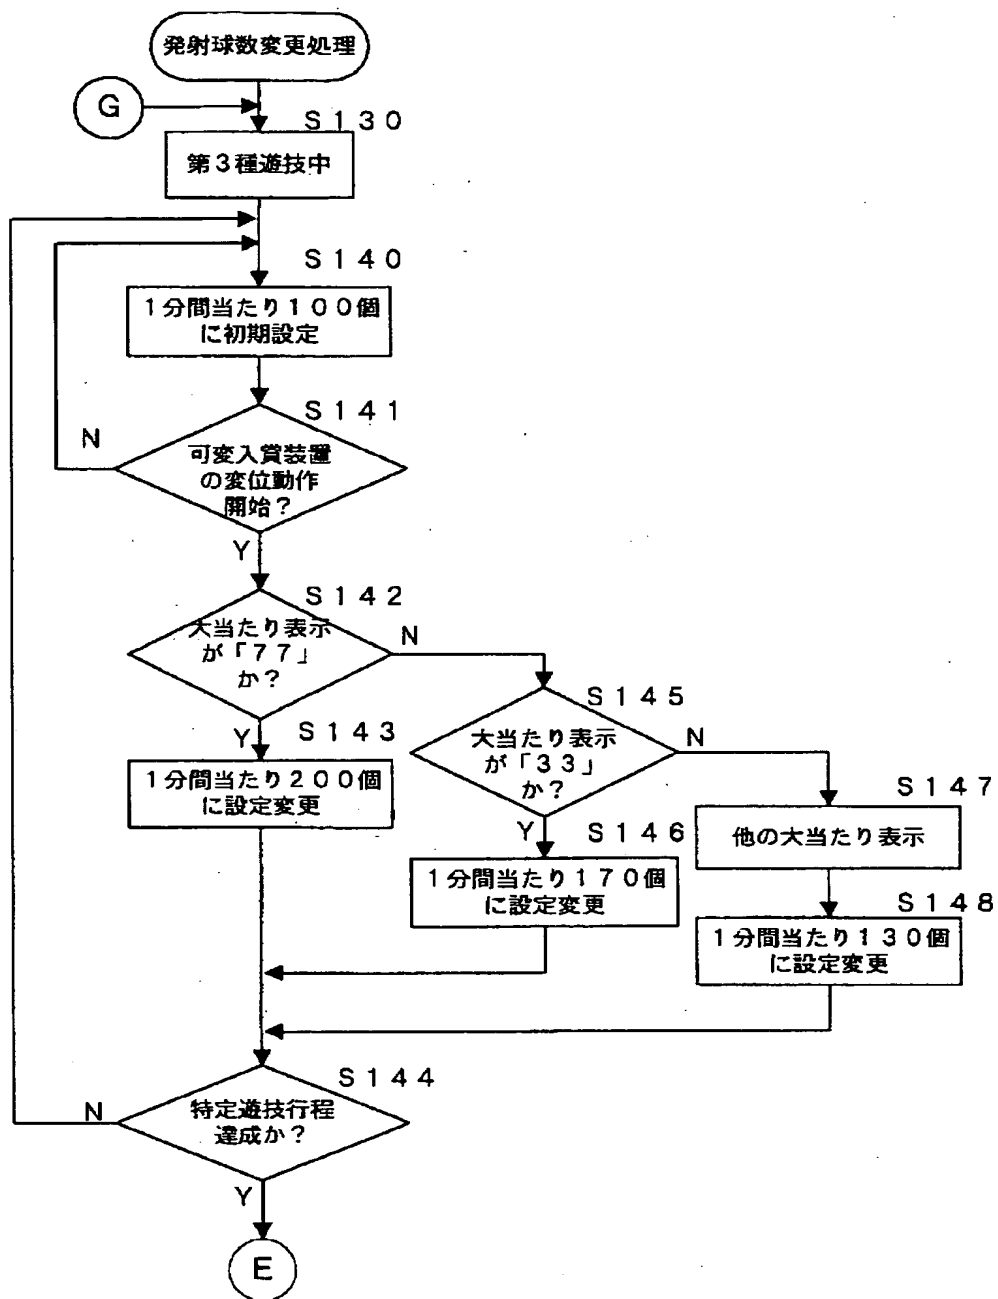 発射球数変更処理
G
S130
第3種遊技中
S140
1分間当たり100個
に初期設定
S141
可変入賞装置
の変位動作
開始?
N
Y
S142
大当たり表示
が「77」
か?
N
Y
S143
1分間当たり200個
に設定変更
S145
大当たり表示
が「33」
か?
N
Y
S146
1分間当たり170個
に設定変更
S147
他の大当たり表示
S148
1分間当たり130個
に設定変更
S144
特定遊技行程
達成か?
N
Y
E